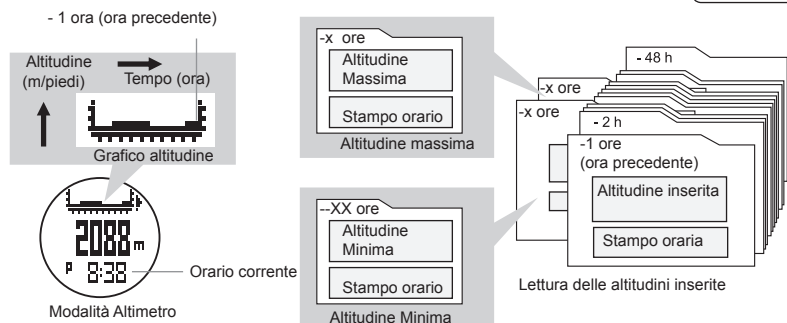 - 1 ora (ora precedente)
Altitudine
(m/piedi)
Tempo (ora)
Grafico altitudine
2088 m
P 8:38
Orario corrente
Modalità Altimetro
-x ore
Altitudine
Massima
Stampo orario
Altitudine massima
--XX ore
Altitudine
Minima
Stampo orario
Altitudine Minima
- 48 h
-x ore
-x ore
- 2 h
-1 ore
(ora precedente)
Altitudine inserita
Stampo oraria
Lettura delle altitudini inserite